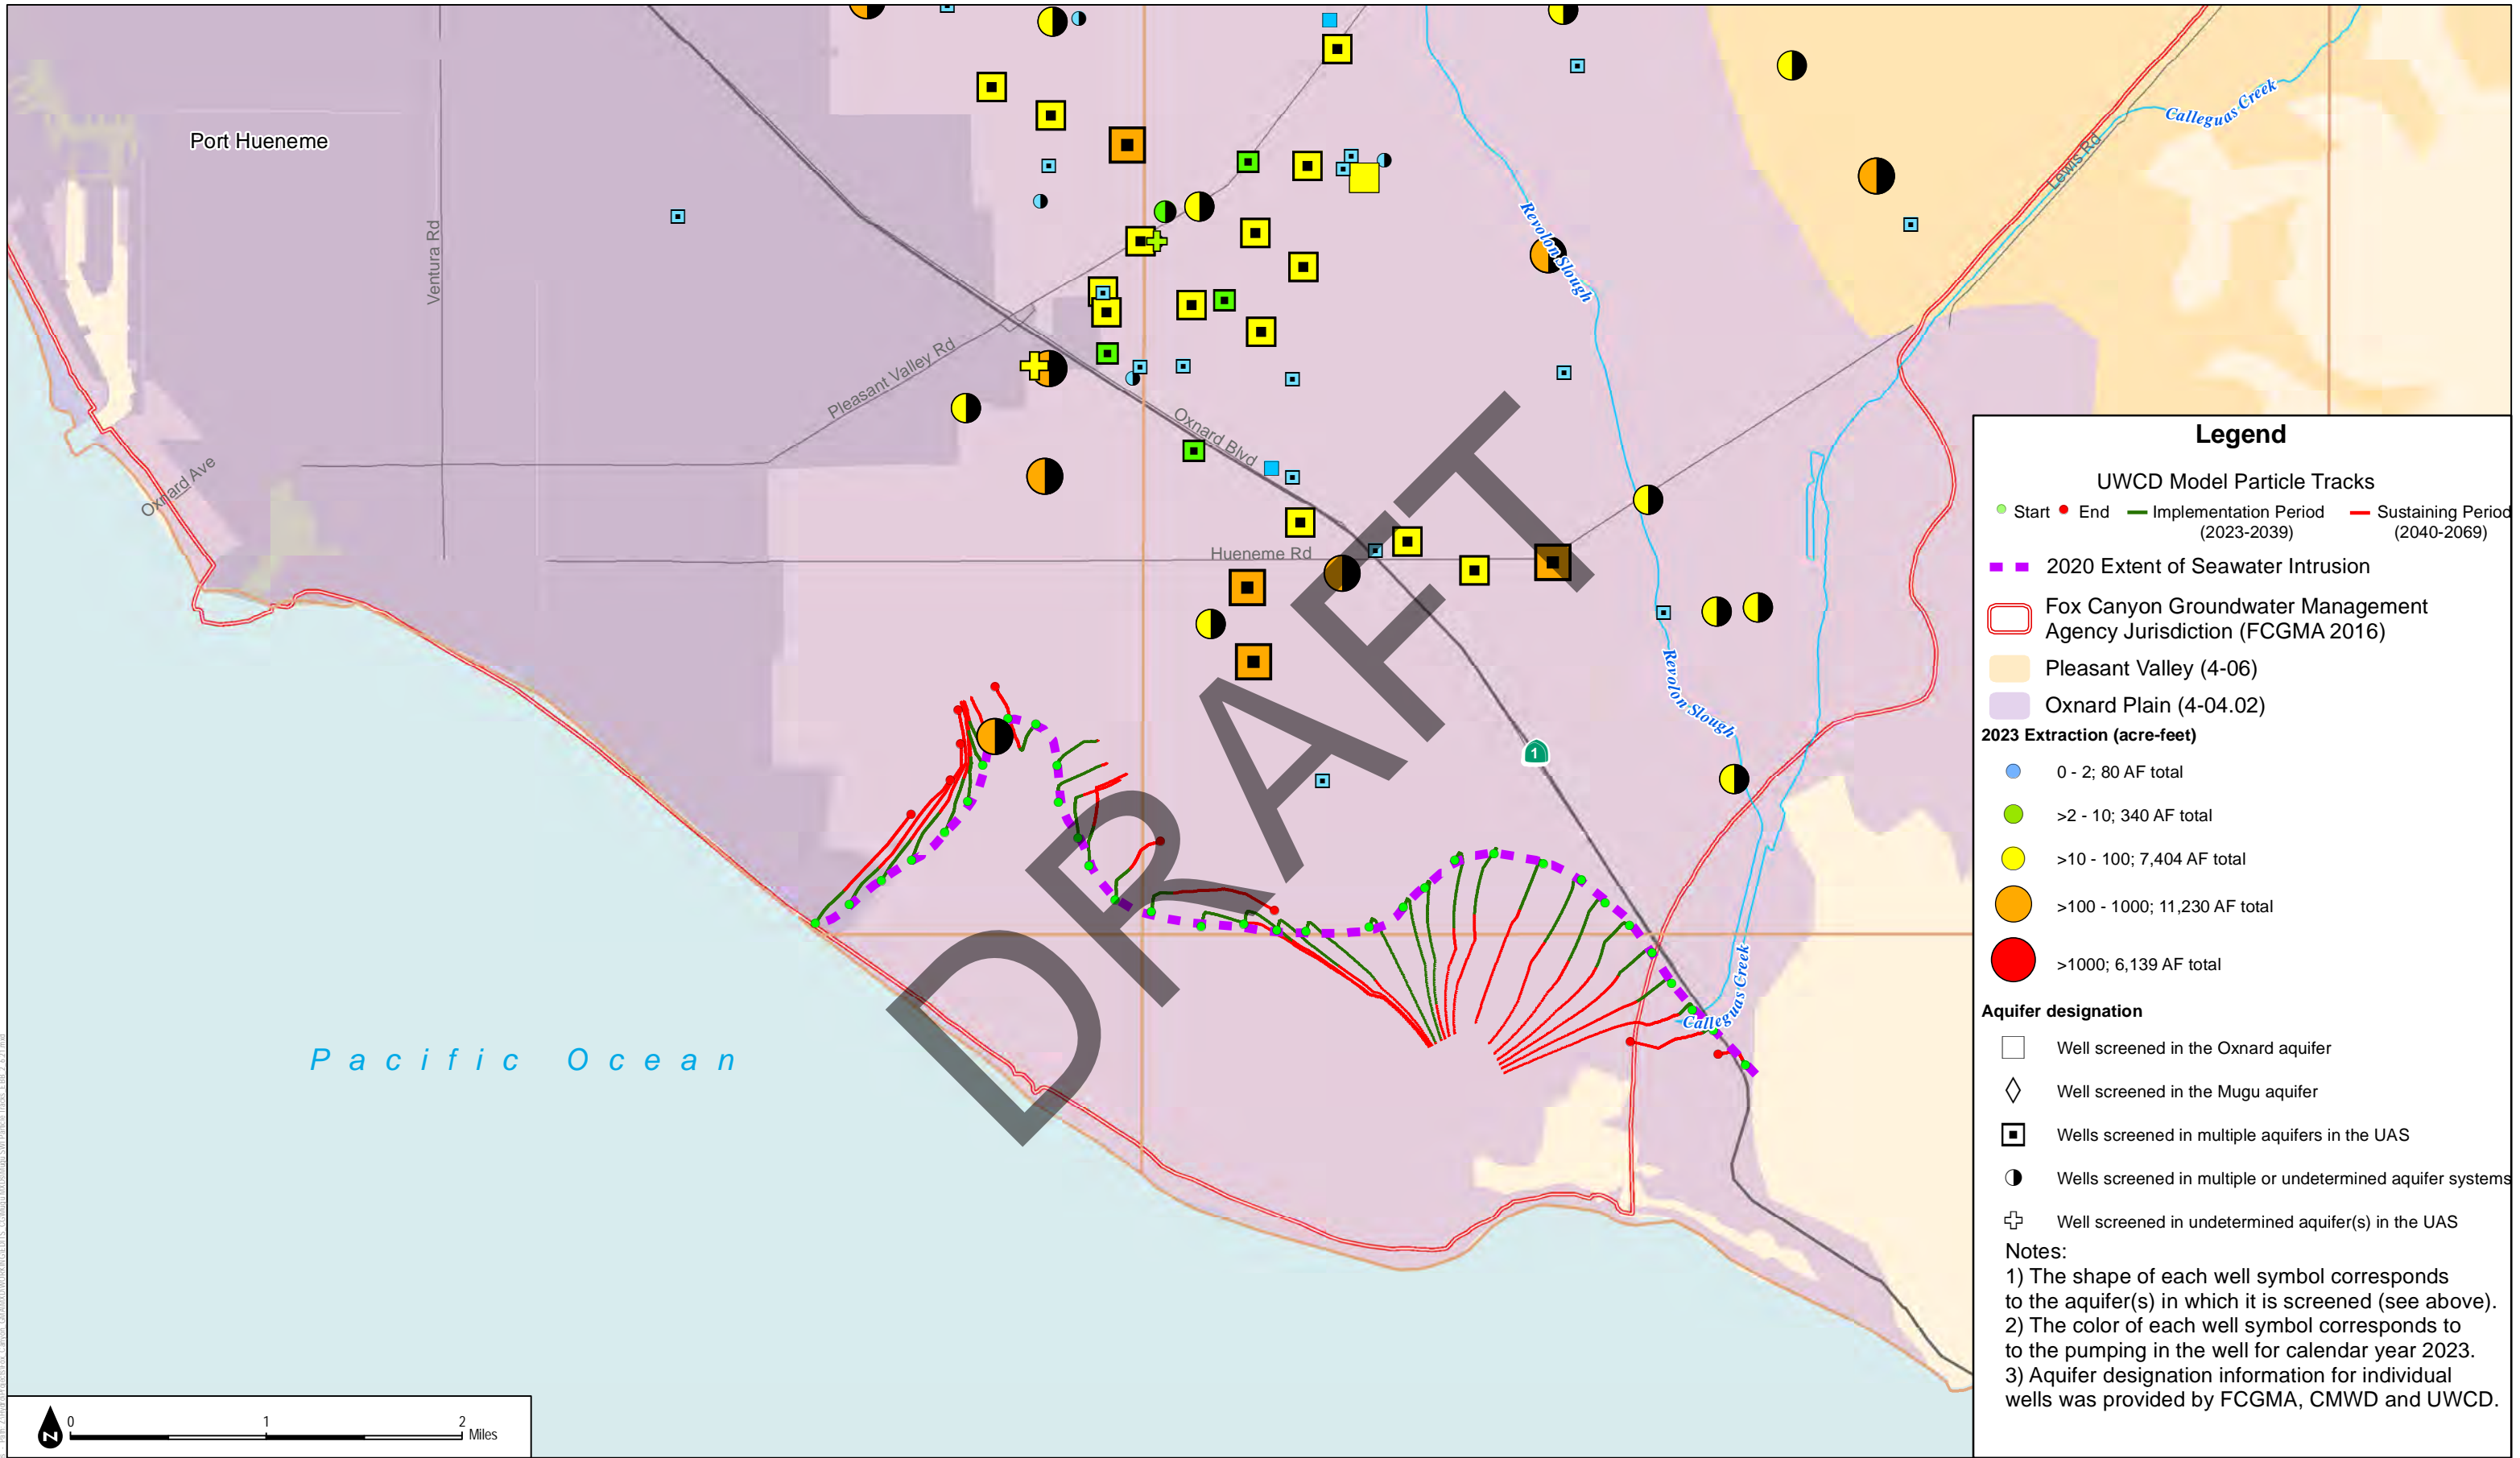 Port Hueneme
Ventura Rd
Oxnard Ave
Pleasant Valley Rd
Oxnard Blvd
Hueneme Rd
Lewis Rd
Calleguas Creek
Revolon Slough
Revolon Slough
Calleguas Creek
1
Pacific Ocean
DRAFT
N
0 1 2
Miles
Legend
UWCD Model Particle Tracks
Start End Implementation Period Sustaining Period
(2023-2039) (2040-2069)
2020 Extent of Seawater Intrusion
Fox Canyon Groundwater Management
Agency Jurisdiction (FCGMA 2016)
Pleasant Valley (4-06)
Oxnard Plain (4-04.02)
2023 Extraction (acre-feet)
0 - 2; 80 AF total
>2 - 10; 340 AF total
>10 - 100; 7,404 AF total
>100 - 1000; 11,230 AF total
>1000; 6,139 AF total
Aquifer designation
Well screened in the Oxnard aquifer
Well screened in the Mugu aquifer
Wells screened in multiple aquifers in the UAS
Wells screened in multiple or undetermined aquifer systems
Well screened in undetermined aquifer(s) in the UAS
Notes:
1) The shape of each well symbol corresponds
to the aquifer(s) in which it is screened (see above).
2) The color of each well symbol corresponds to
to the pumping in the well for calendar year 2023.
3) Aquifer designation information for individual
wells was provided by FCGMA, CMWD and UWCD.